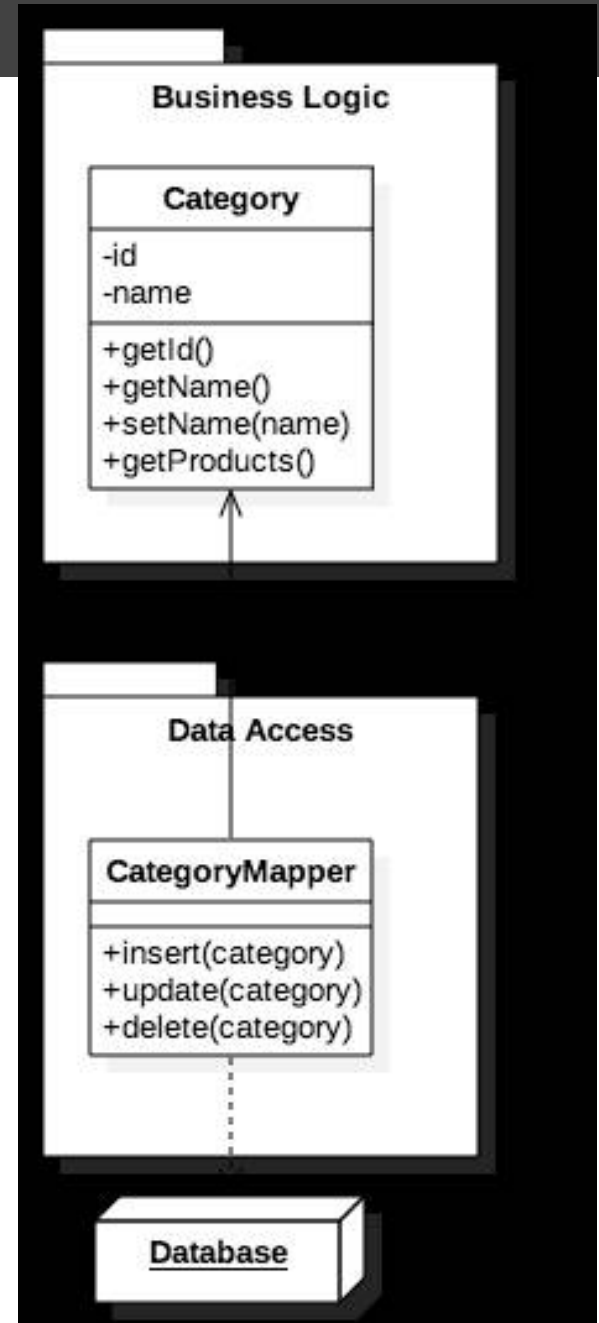 Business Logic
Category
-id
-name
+getId()
+getName()
+setName(name)
+getProducts()
Data Access
CategoryMapper
+insert(category)
+update(category)
+delete(category)
Database